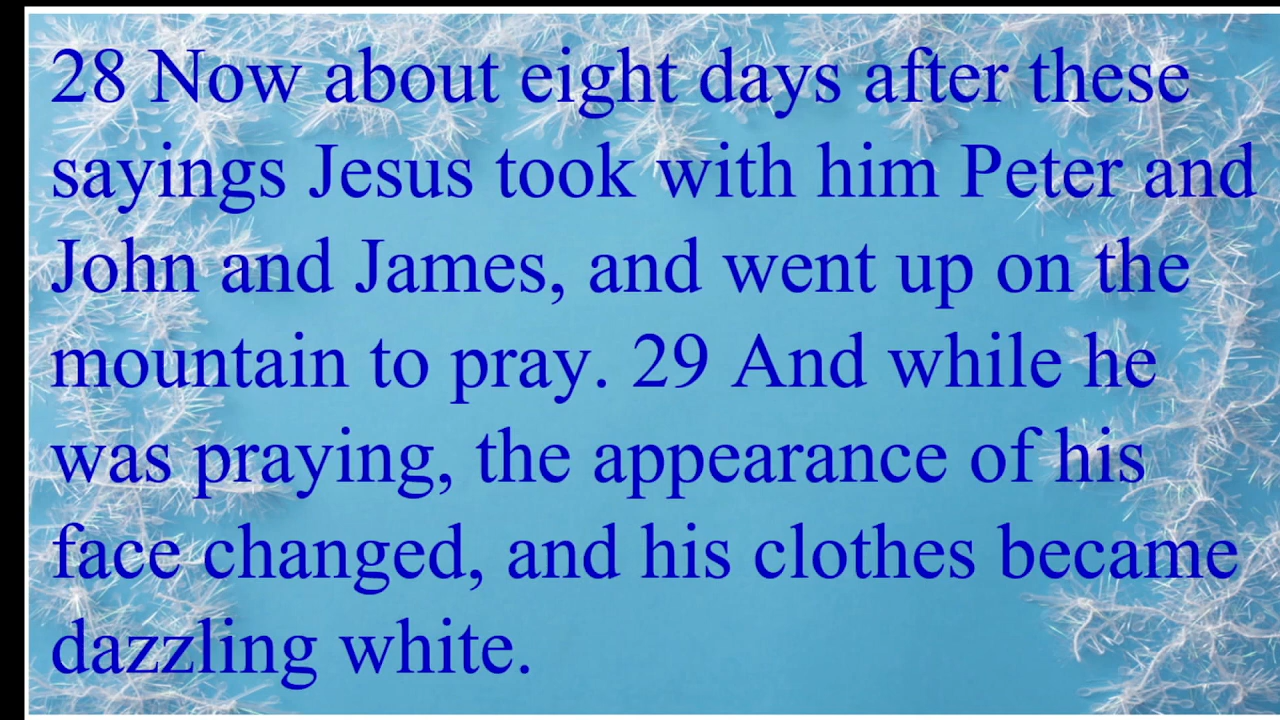 28 Now about eight days after these
sayings Jesus took with him Peter and
John and James, and went up on the
mountain to pray. 29 And while he
was praying, the appearance of his
face changed, and his clothes became
dazzling white.